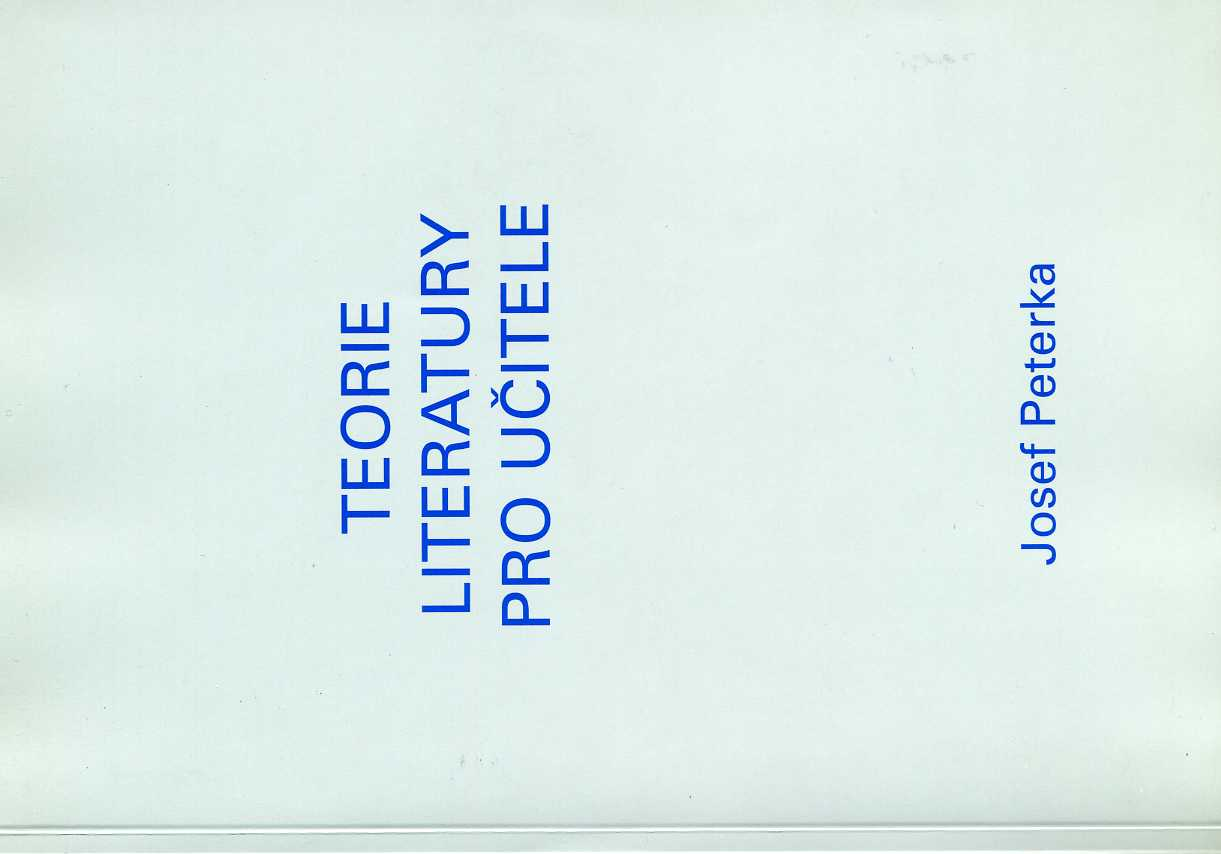 TEORIE
LITERATURY
PRO UČITELE
Josef Peterka